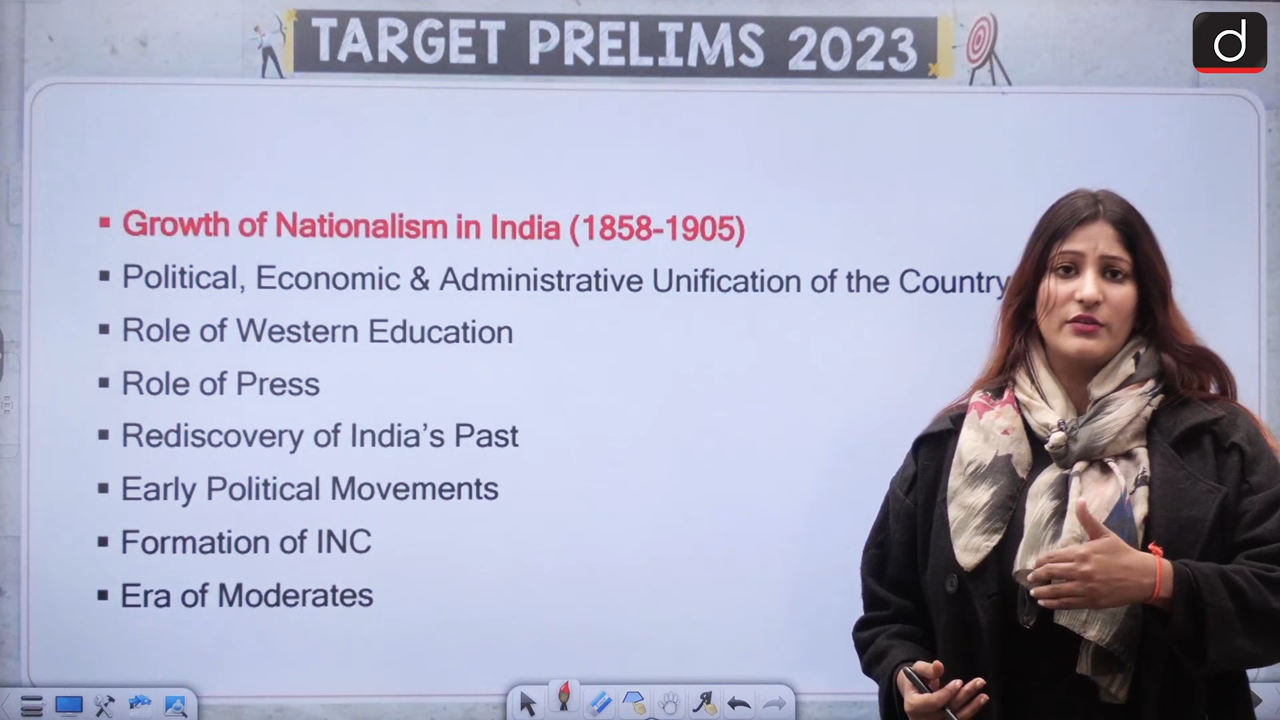 TARGET PRELIMS 2023
d
Growth of Nationalism in India (1858-1905)
Political, Economic & Administrative Unification of the Country
Role of Western Education
Role of Press
Rediscovery of India’s Past
Early Political Movements
Formation of INC
Era of Moderates